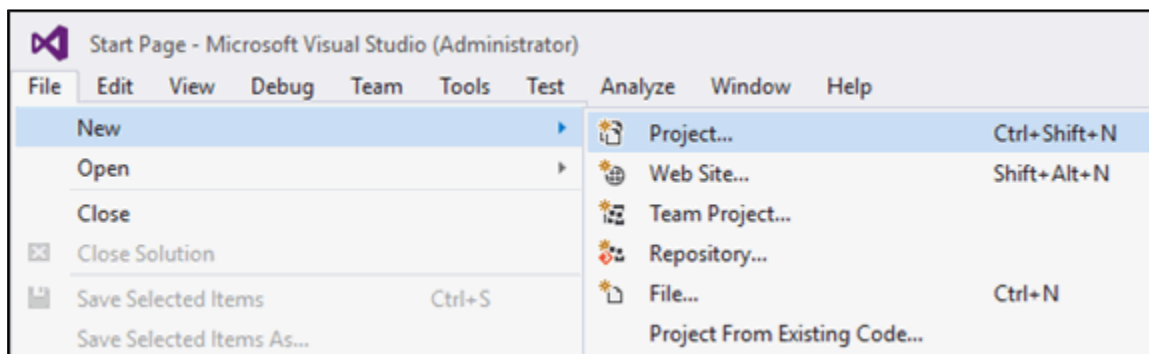 Start Page - Microsoft Visual Studio (Administrator)
File Edit View Debug Team Tools Test Analyze Window Help
New
Open
Close
Close Solution
Save Selected Items Ctrl+S
Save Selected Items As...
Project... Ctrl+Shift+N
Web Site... Shift+Alt+N
Team Project...
Repository...
File... Ctrl+N
Project From Existing Code...